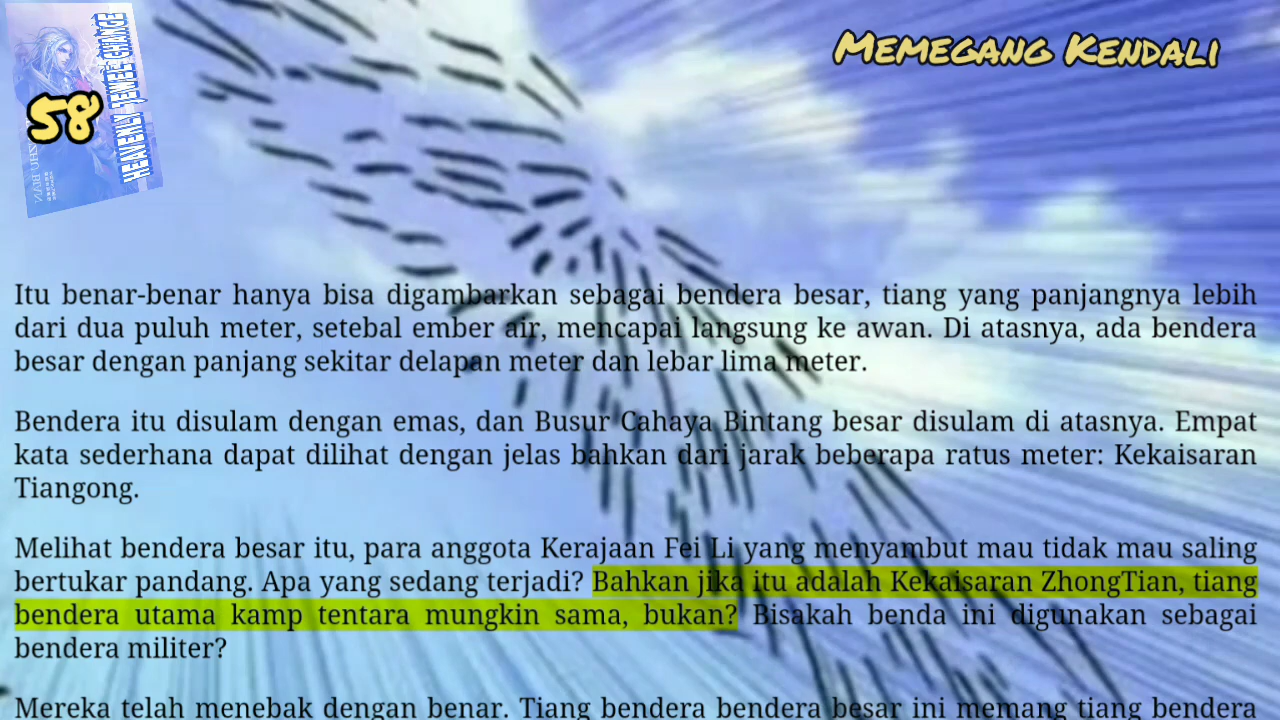 HEAVENLY JEWEL CHANGE
58
Memegang Kendali
Itu benar-benar hanya bisa digambarkan sebagai bendera besar, tiang yang panjangnya lebih
dari dua puluh meter, setebal ember air, mencapai langsung ke awan. Di atasnya, ada bendera
besar dengan panjang sekitar delapan meter dan lebar lima meter.
Bendera itu disulam dengan emas, dan Busur Cahaya Bintang besar disulam di atasnya. Empat
kata sederhana dapat dilihat dengan jelas bahkan dari jarak beberapa ratus meter: Kekaisaran
Tiangong.
Melihat bendera besar itu, para anggota Kerajaan Fei Li yang menyambut mau tidak mau saling
bertukar pandang. Apa yang sedang terjadi? Bahkan jika itu adalah Kekaisaran ZhongTian, tiang
bendera utama kamp tentara mungkin sama, bukan? Bisakah benda ini digunakan sebagai
bendera militer?
Mereka telah menebak dengan benar. Tiang bendera bendera besar ini memang tiang bendera